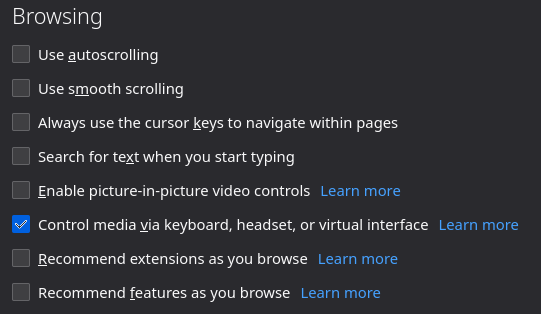 Browsing
Use autoscrolling
Use smooth scrolling
Always use the cursor keys to navigate within pages
Search for text when you start typing
Enable picture-in-picture video controls Learn more
Control media via keyboard, headset, or virtual interface Learn more
Recommend extensions as you browse Learn more
Recommend features as you browse Learn more